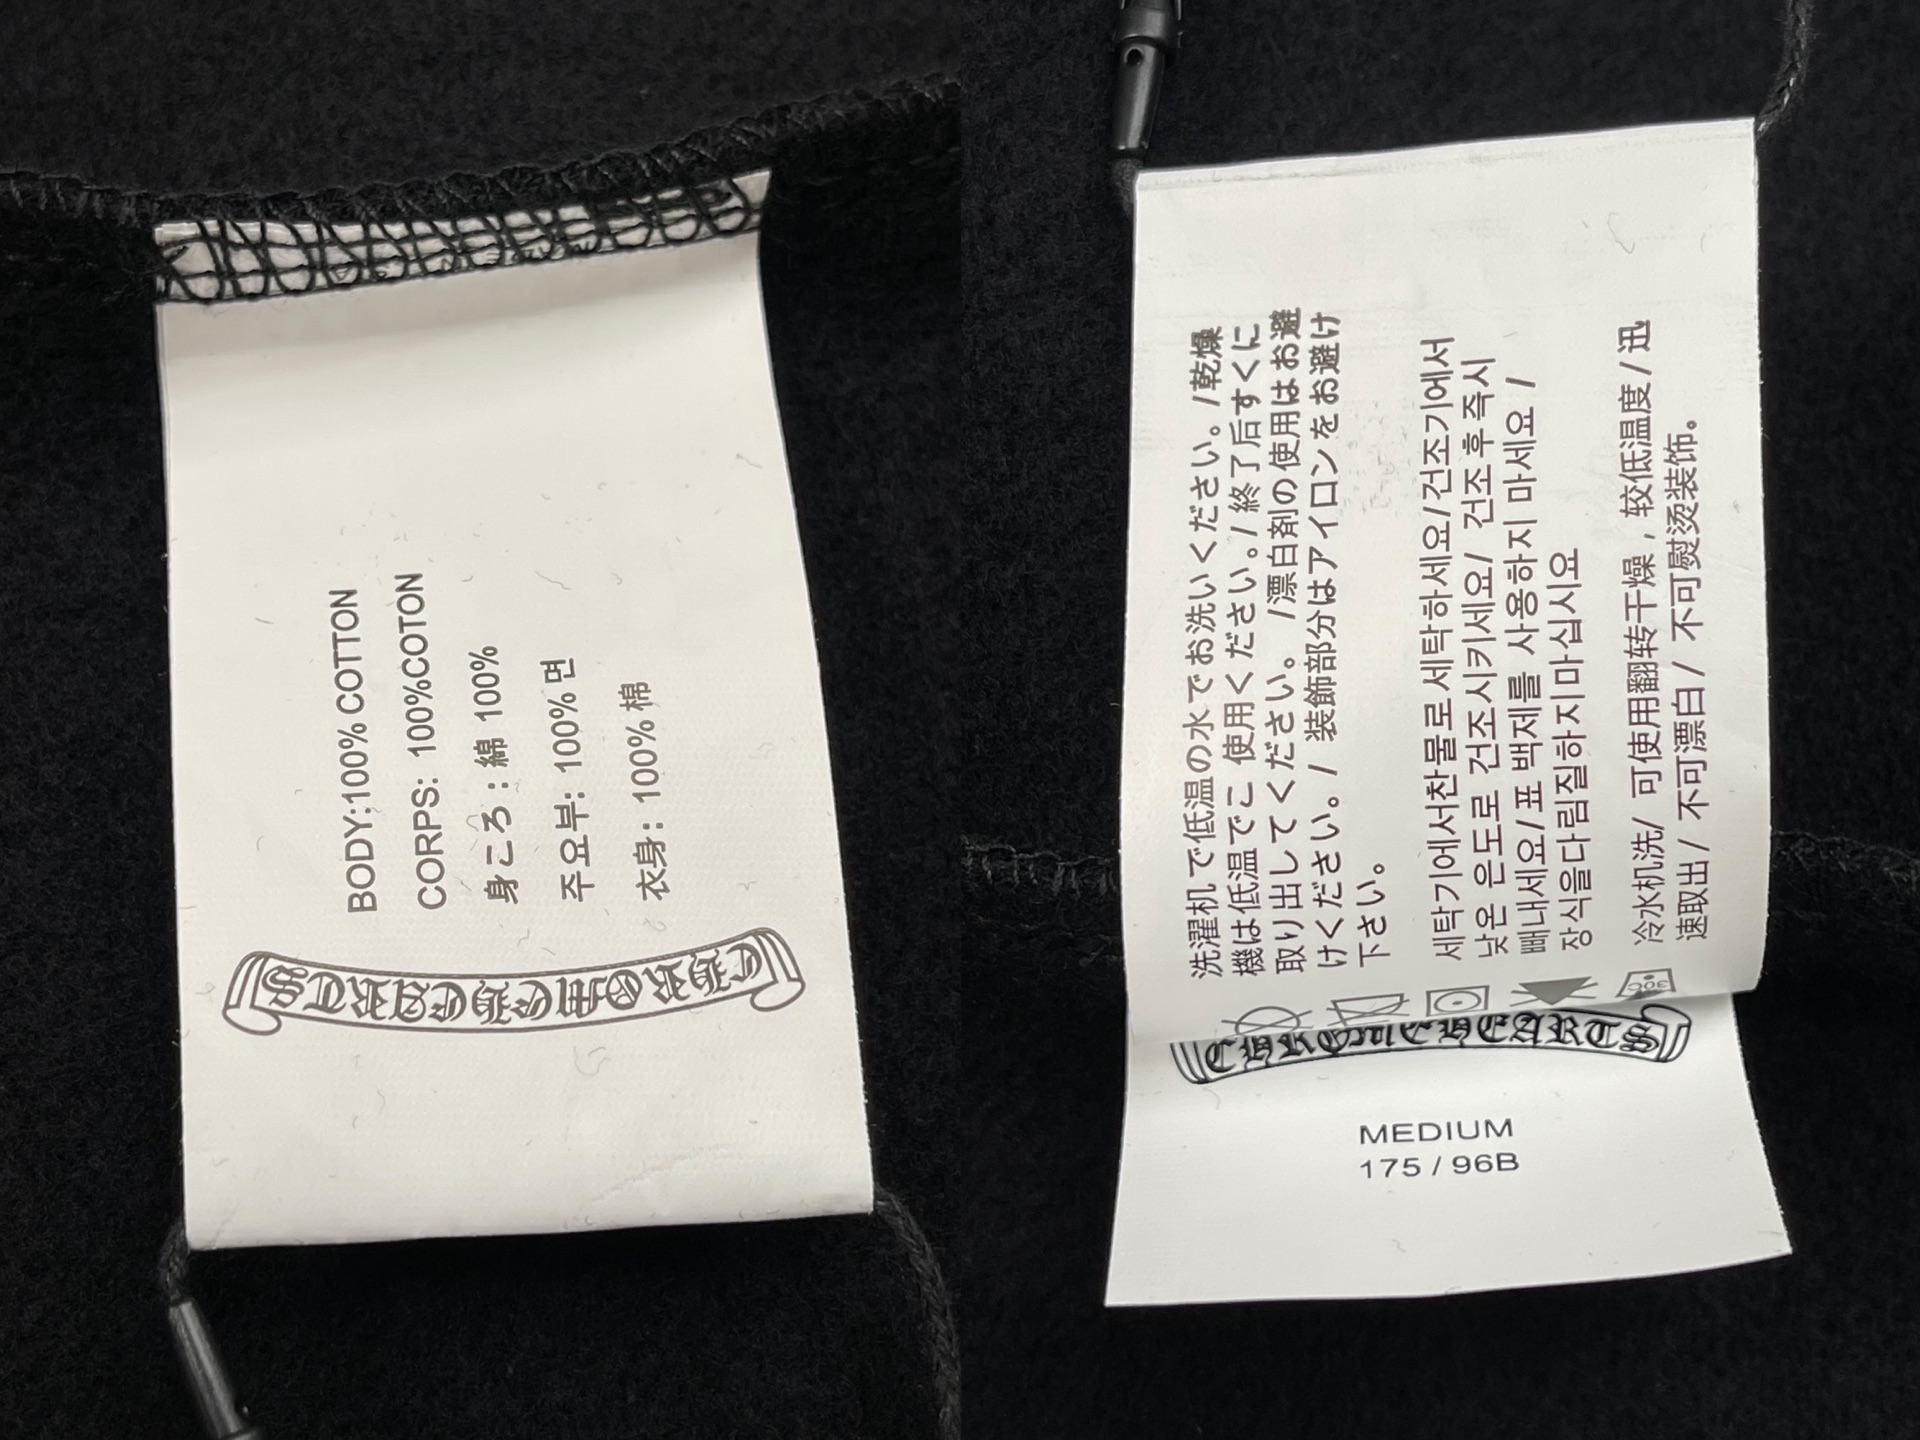 BODY:100% COTTON
CORPS: 100%COTON
身ころ : 綿 100%
주요부: 100% 면
衣身: 100% 棉
CHROME HEARTS
洗濯机で低温の水でお洗いください。/乾燥
機は低温でご 使用ください。/ 終了后すぐに
取り出してください。 /漂白剤の使用はお避
けください。/ 装飾部分はアイロンをお避け
下さい。
세탁기에서찬물로세탁하세요/건조기에서
낮은 온도로 건조시키세요/ 건조후즉시
빼내세요/표 백제를 사용하지 마세요 /
장식을다림질하지마십시요
冷水机洗/ 可使用翻转干燥 , 较低温度 / 迅
速取出/ 不可漂白 / 不可熨烫装饰。
CHROME HEARTS
MEDIUM
175 / 96B